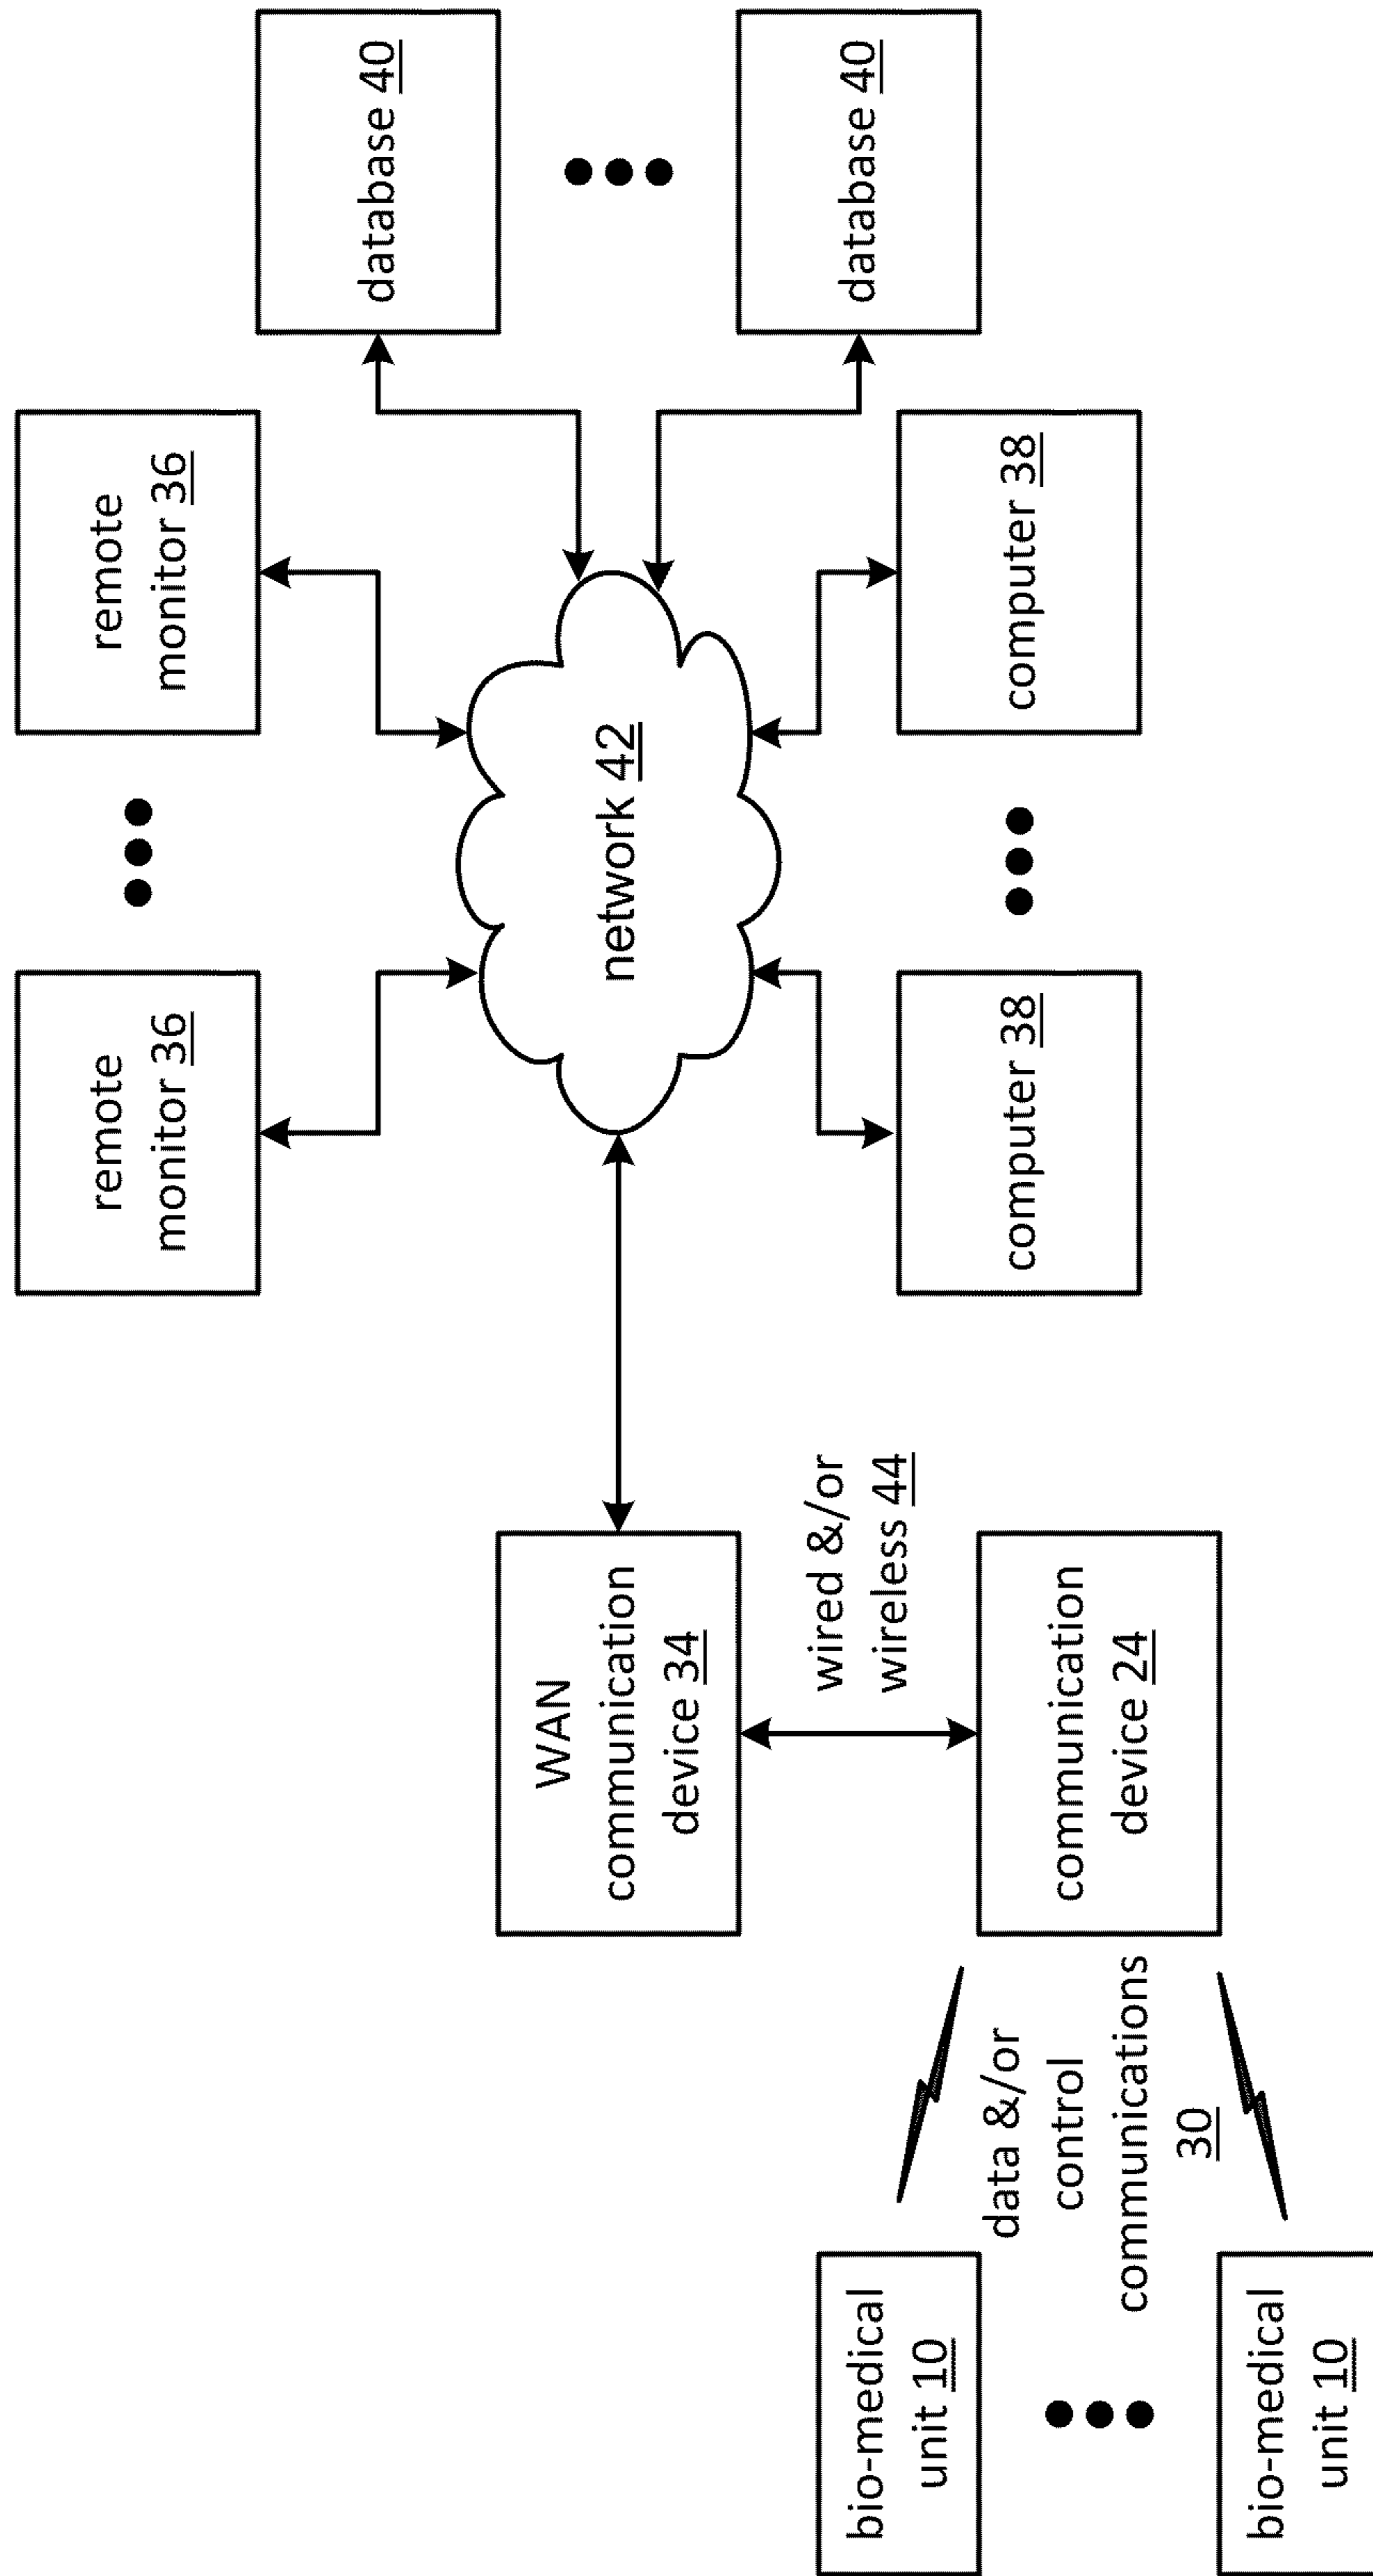 remote
monitor 36
remote
monitor 36
database 40
WAN
communication
device 34
network 42
database 40
wired &/or
wireless 44
computer 38
computer 38
bio-medical
unit 10
data &/or
control
communications
30
communication
device 24
bio-medical
unit 10